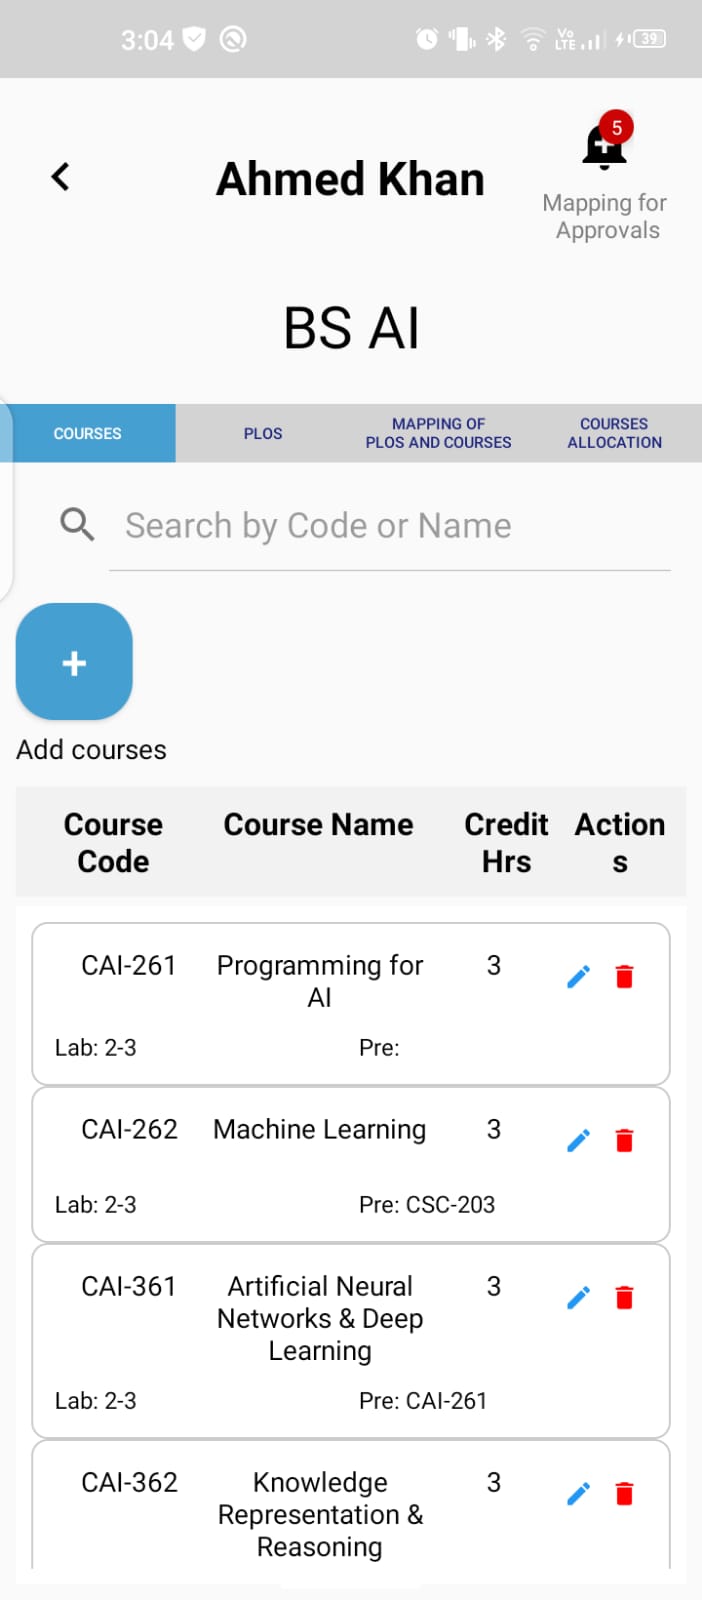 3:04
Vo
LTE
39
5
Ahmed Khan
Mapping for
Approvals
BS AI
COURSES
PLOS
MAPPING OF
PLOS AND COURSES
COURSES
ALLOCATION
Search by Code or Name
+
Add courses
Course
Code
Course Name
Credit
Hrs
Action
s
CAI-261
Programming for
AI
3
Lab: 2-3
Pre:
CAI-262
Machine Learning
3
Lab: 2-3
Pre: CSC-203
CAI-361
Artificial Neural
Networks & Deep
Learning
3
Lab: 2-3
Pre: CAI-261
CAI-362
Knowledge
Representation &
Reasoning
3